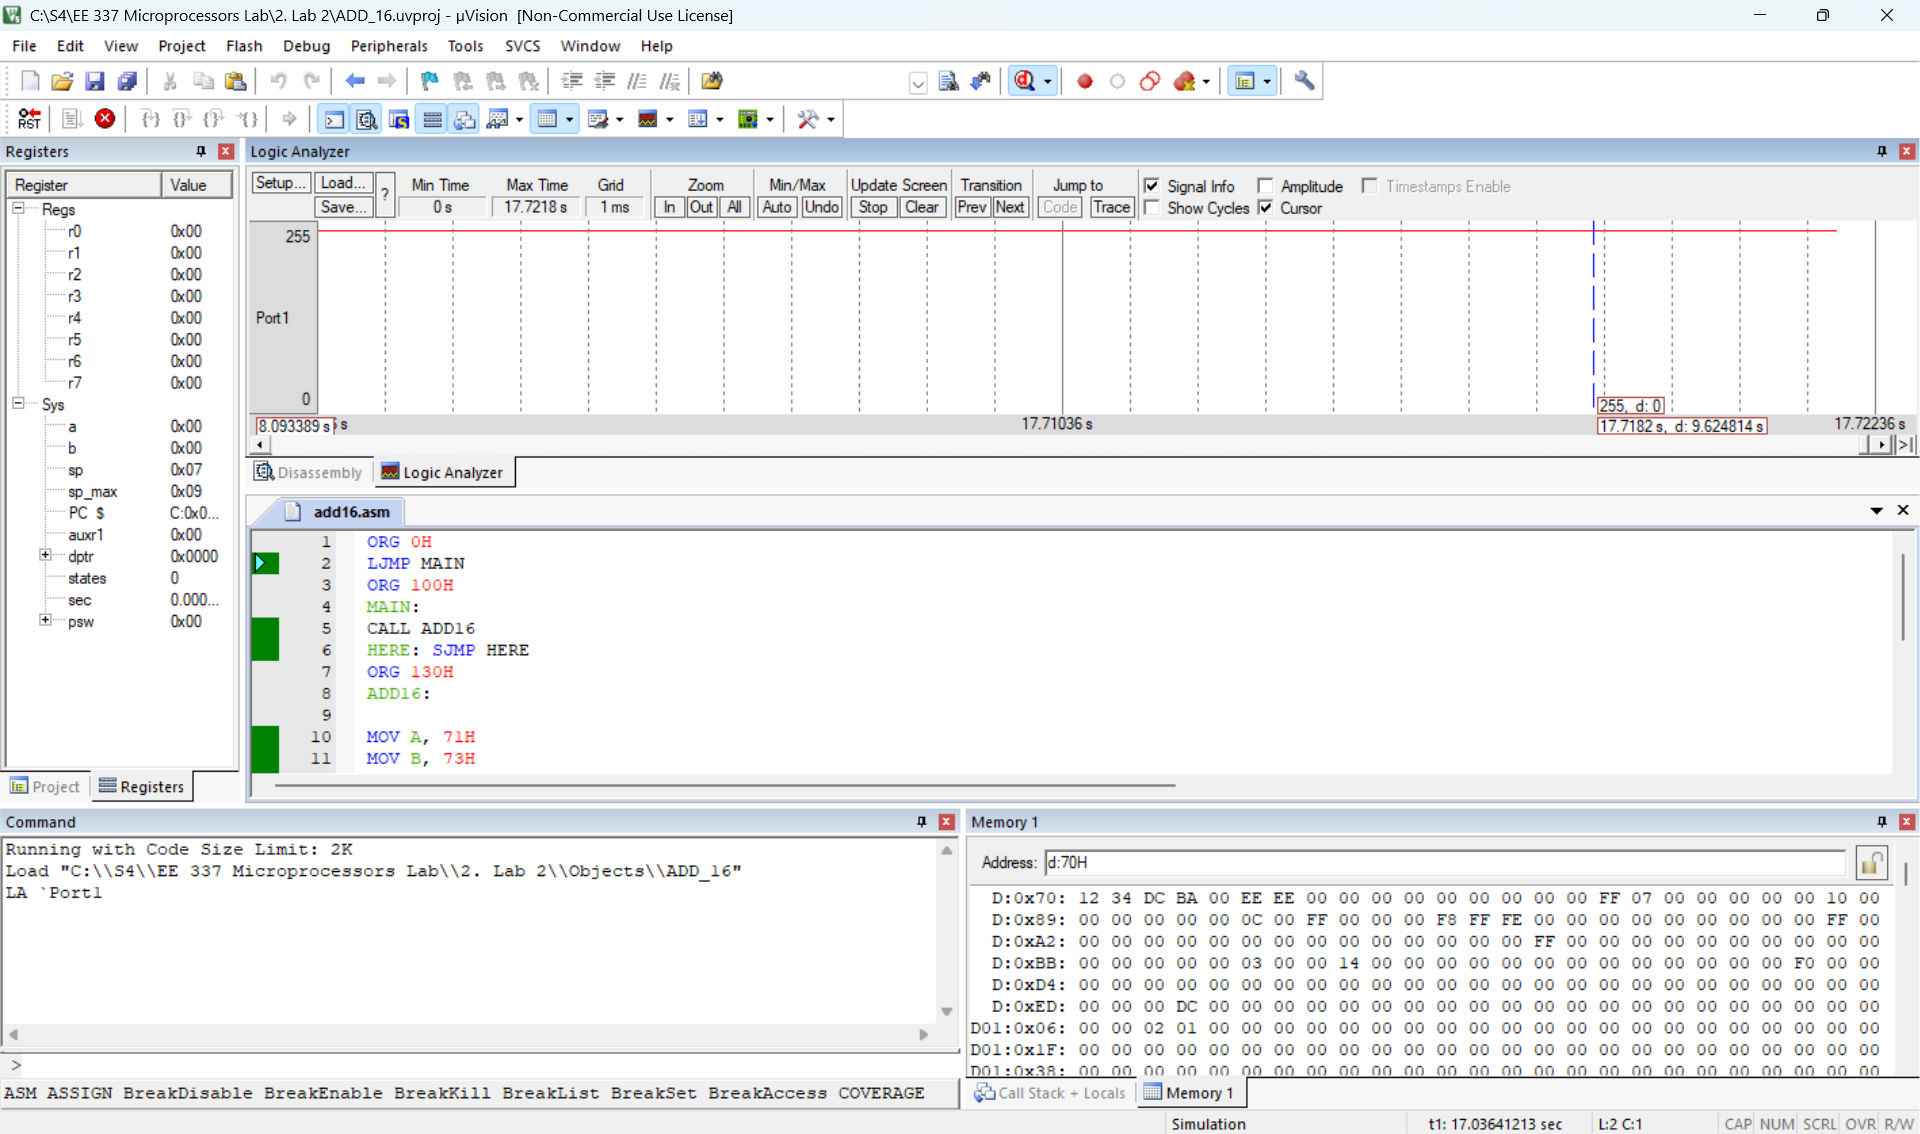 C:\S4\EE 337 Microprocessors Lab\2. Lab 2\ADD_16.uvproj - µVision  [Non-Commercial Use License]
File Edit View Project Flash Debug Peripherals Tools SVCS Window Help
RST
Registers
Register Value
Regs
r0 0x00
r1 0x00
r2 0x00
r3 0x00
r4 0x00
r5 0x00
r6 0x00
r7 0x00
Sys
a 0x00
b 0x00
sp 0x07
sp_max 0x09
PC $ C:0x0...
auxr1 0x00
dptr 0x0000
states 0
sec 0.000...
psw 0x00
Project Registers
Logic Analyzer
Setup... Load... ? Min Time Max Time Grid Zoom Min/Max Update Screen Transition Jump to Signal Info Amplitude Timestamps Enable
Save... 0 s 17.7218 s 1 ms In Out All Auto Undo Stop Clear Prev Next Code Trace Show Cycles Cursor
255
Port1
0
255, d: 0
8.093389 s s 17.71036 s 17.7182 s, d: 9.624814 s 17.72236 s
Disassembly Logic Analyzer
add16.asm
1 ORG 0H
2 LJMP MAIN
3 ORG 100H
4 MAIN:
5 CALL ADD16
6 HERE: SJMP HERE
7 ORG 130H
8 ADD16:
9
10 MOV A, 71H
11 MOV B, 73H
Command
Running with Code Size Limit: 2K
Load "C:\\S4\\EE 337 Microprocessors Lab\\2. Lab 2\\Objects\\ADD_16"
LA `Port1
>
ASM ASSIGN BreakDisable BreakEnable BreakKill BreakList BreakSet BreakAccess COVERAGE
Memory 1
Address: d:70H
D:0x70: 12 34 DC BA 00 EE EE 00 00 00 00 00 00 00 00 00 FF 07 00 00 00 00 00 10 00
D:0x89: 00 00 00 00 00 0C 00 FF 00 00 00 F8 FF FE 00 00 00 00 00 00 00 00 00 FF 00
D:0xA2: 00 00 00 00 00 00 00 00 00 00 00 00 00 00 FF 00 00 00 00 00 00 00 00 00 00
D:0xBB: 00 00 00 00 00 03 00 00 14 00 00 00 00 00 00 00 00 00 00 00 00 00 F0 00 00
D:0xD4: 00 00 00 00 00 00 00 00 00 00 00 00 00 00 00 00 00 00 00 00 00 00 00 00 00
D:0xED: 00 00 00 DC 00 00 00 00 00 00 00 00 00 00 00 00 00 00 00 00 00 00 00 00 00
D01:0x06: 00 00 02 01 00 00 00 00 00 00 00 00 00 00 00 00 00 00 00 00 00 00 00 00 00
D01:0x1F: 00 00 00 00 00 00 00 00 00 00 00 00 00 00 00 00 00 00 00 00 00 00 00 00 00
D01:0x38: 00 00 00 00 00 00 00 00 00 00 00 00 00 00 00 00 00 00 00 00 00 00 00 00 00
Call Stack + Locals Memory 1
Simulation t1: 17.03641213 sec L:2 C:1 CAP NUM SCRL OVR R/W